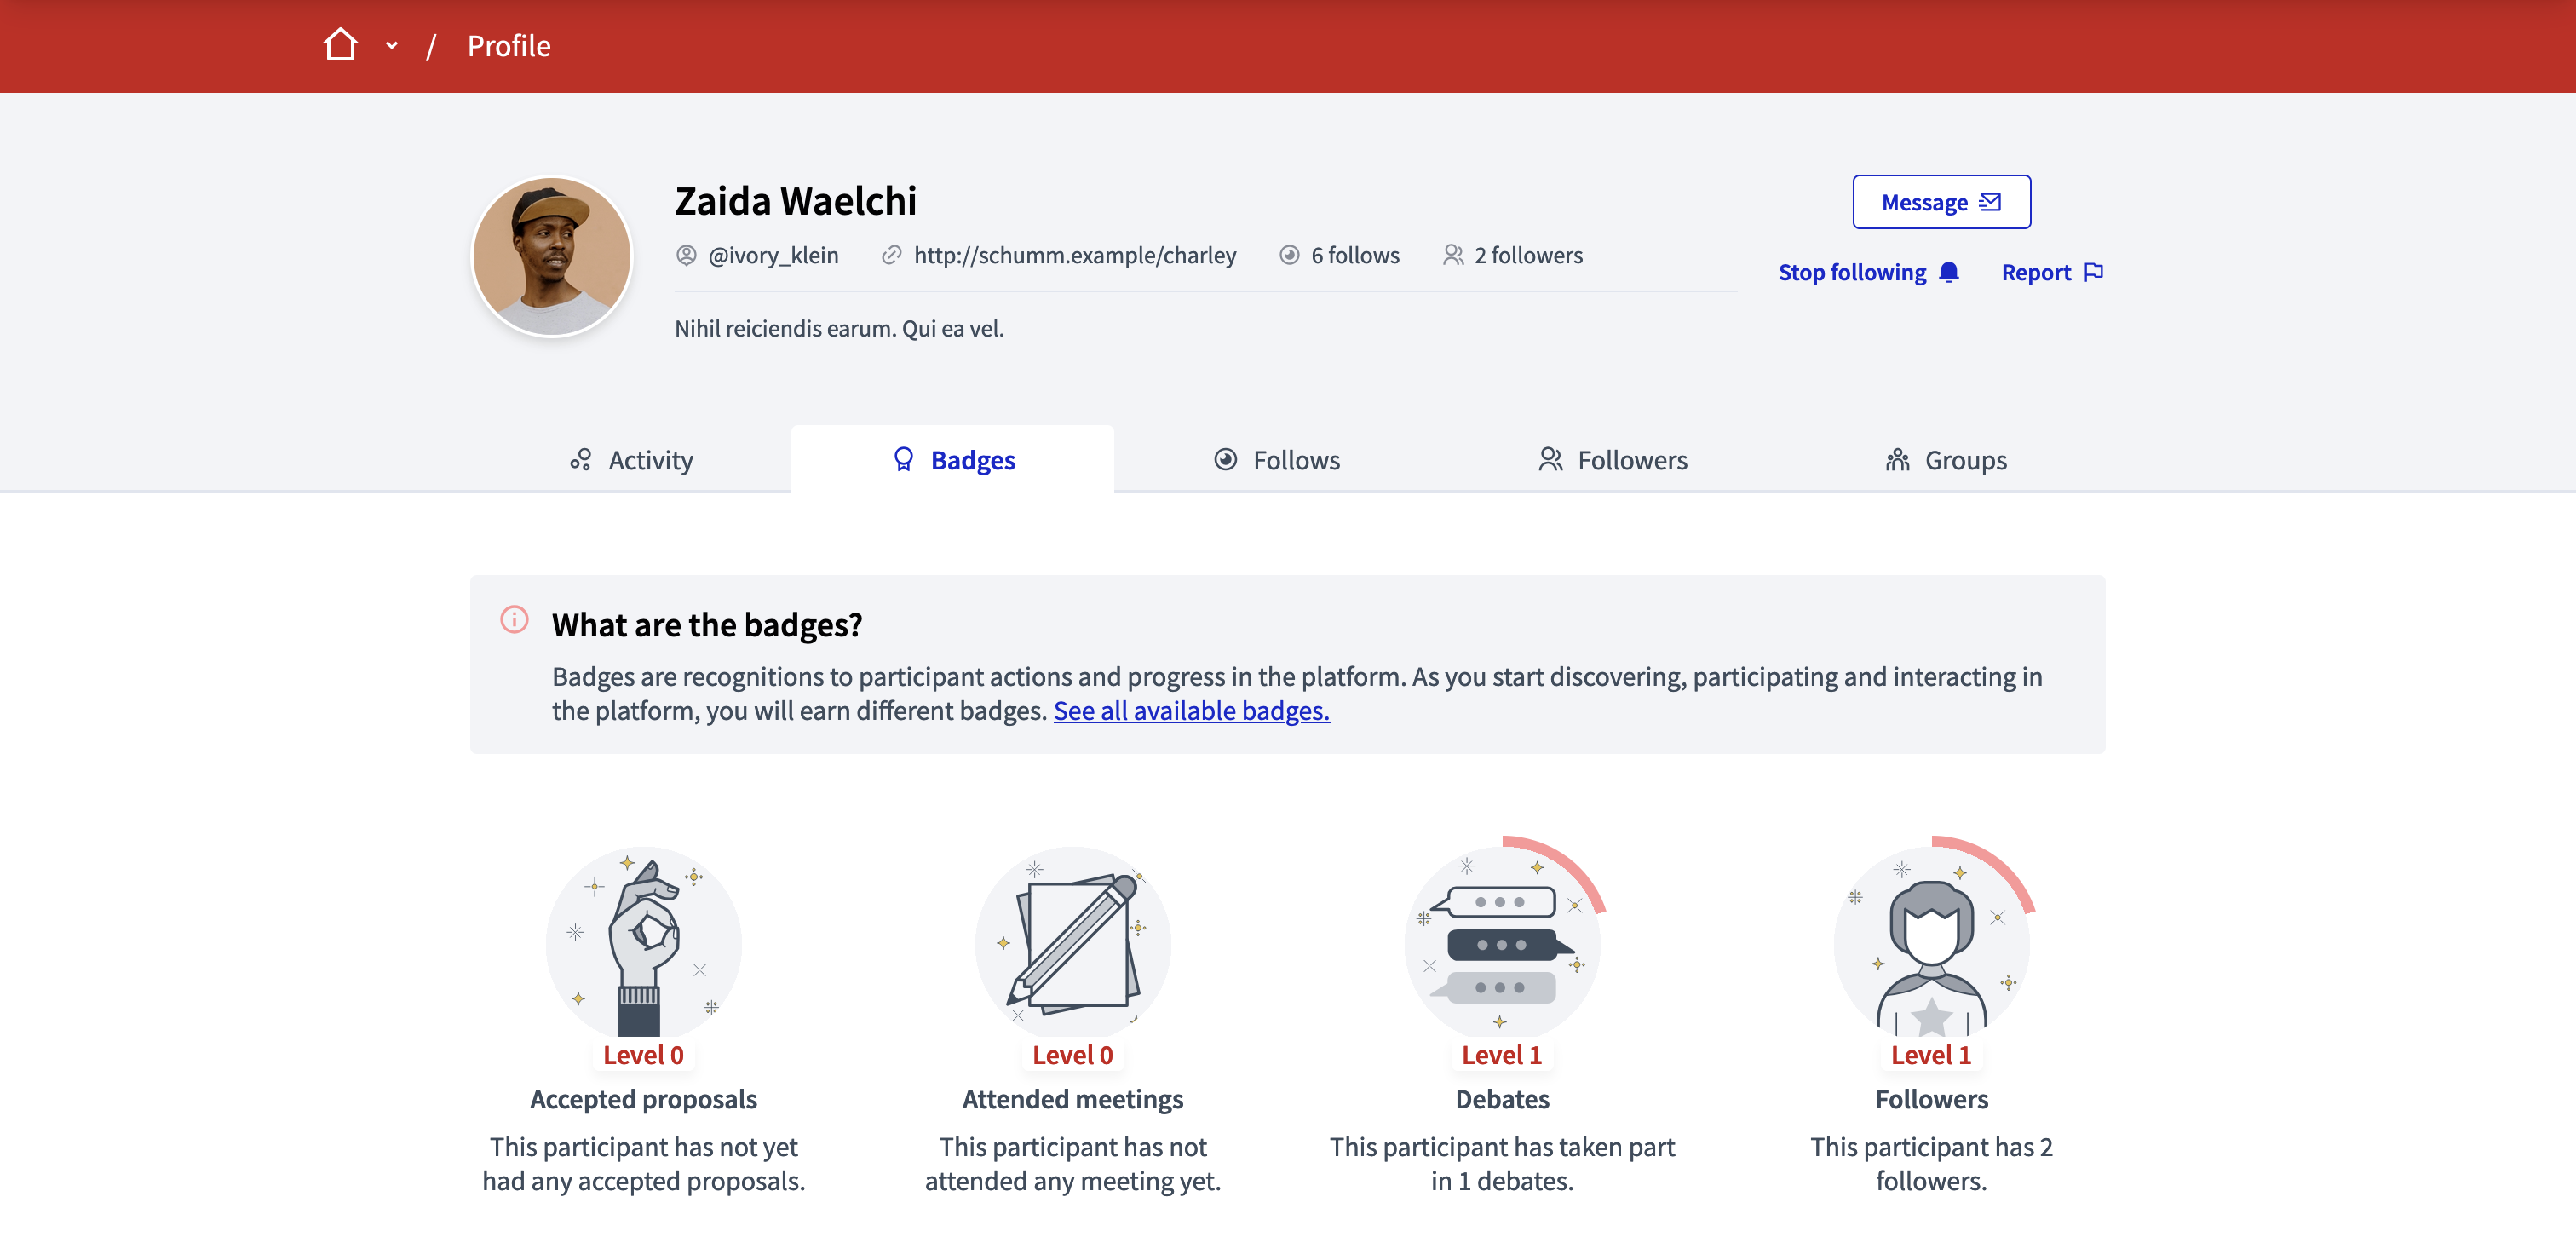 / Profile
Zaida Waelchi
@ivory_klein http://schumm.example/charley 6 follows 2 followers
Nihil reiciendis earum. Qui ea vel.
Message
Stop following Report
Activity Badges Follows Followers Groups
What are the badges?
Badges are recognitions to participant actions and progress in the platform. As you start discovering, participating and interacting in
the platform, you will earn different badges. See all available badges.
Level 0
Accepted proposals
This participant has not yet
had any accepted proposals.
Level 0
Attended meetings
This participant has not
attended any meeting yet.
Level 1
Debates
This participant has taken part
in 1 debates.
Level 1
Followers
This participant has 2
followers.